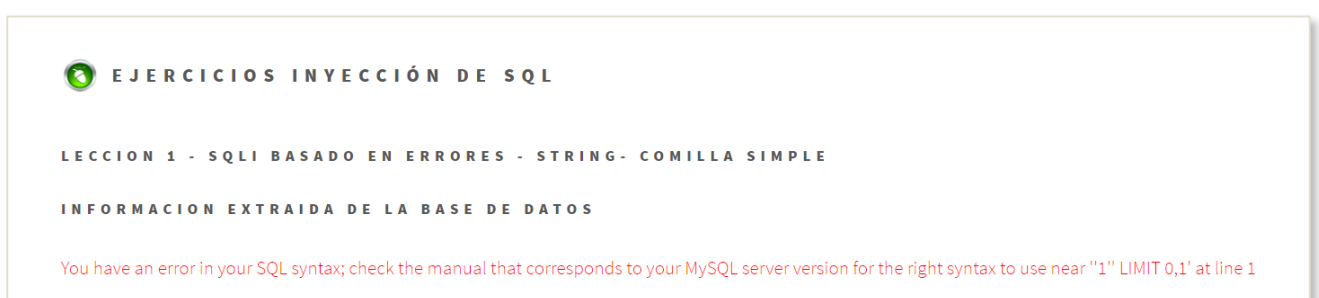 EJERCICIOS INYECCIÓN DE SQL
LECCION 1 - SQLI BASADO EN ERRORES - STRING- COMILLA SIMPLE
INFORMACION EXTRAIDA DE LA BASE DE DATOS
You have an error in your SQL syntax; check the manual that corresponds to your MySQL server version for the right syntax to use near ''1'' LIMIT 0,1' at line 1